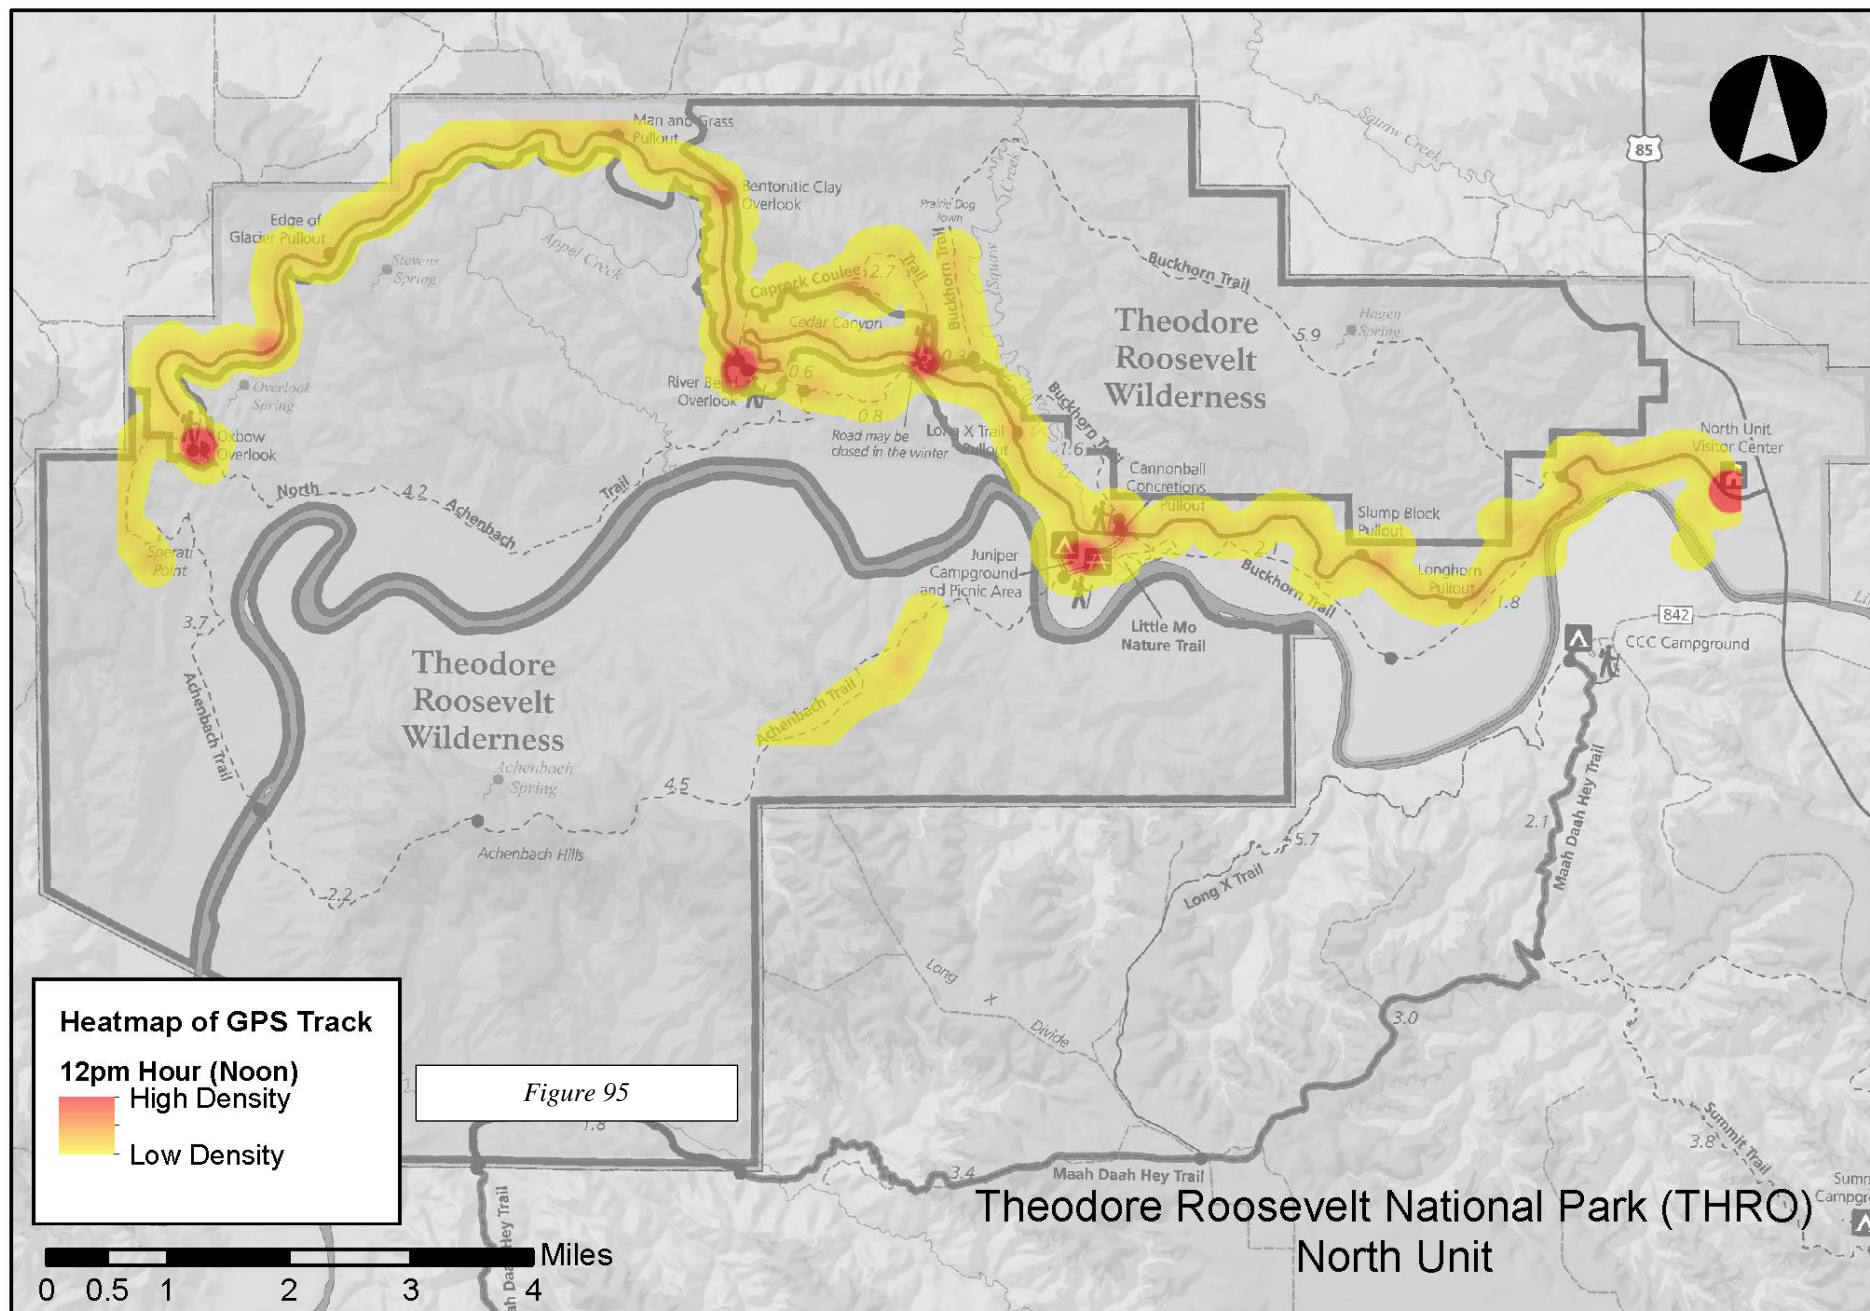 Man and Grass
Pullout
Squaw Creek
85
Bentonitic Clay
Overlook
Prairie Dog
Town
Creek
Squaw
Edge of
Glacier Pullout
Stevens
Spring
Appel Creek
Caprock Coulee
2.7
Trail
Buckhorn Trail
Buckhorn Trail
5.9
Hagen
Spring
Cedar Canyon
0.3
Theodore
Roosevelt
Wilderness
River Bend
Overlook
0.6
0.8
Road may be
closed in the winter
Overlook
Spring
Oxbow
Overlook
Long X Trail
Pullout
Buckhorn Trail
1.6
Cannonball
Concretions
Pullout
North Unit
Visitor Center
North
4.2
Achenbach
Trail
Slump Block
Pullout
Sperati
Point
Juniper
Campground
and Picnic Area
2.1
Buckhorn Trail
Longhorn
Pullout
1.8
Little Mo
Nature Trail
842
CCC Campground
3.7
Achenbach Trail
Theodore
Roosevelt
Wilderness
Achenbach Trail
Achenbach
Spring
4.5
Achenbach Hills
2.2
5.7
Long X Trail
2.1
Maah Daah Hey Trail
Long
X
Divide
3.0
Heatmap of GPS Track
12pm Hour (Noon)
High Density
Low Density
Figure 95
1.8
3.4
Maah Daah Hey Trail
Summit Trail
3.8
Theodore Roosevelt National Park (THRO)
North Unit
Miles
0 0.5 1 2 3 4